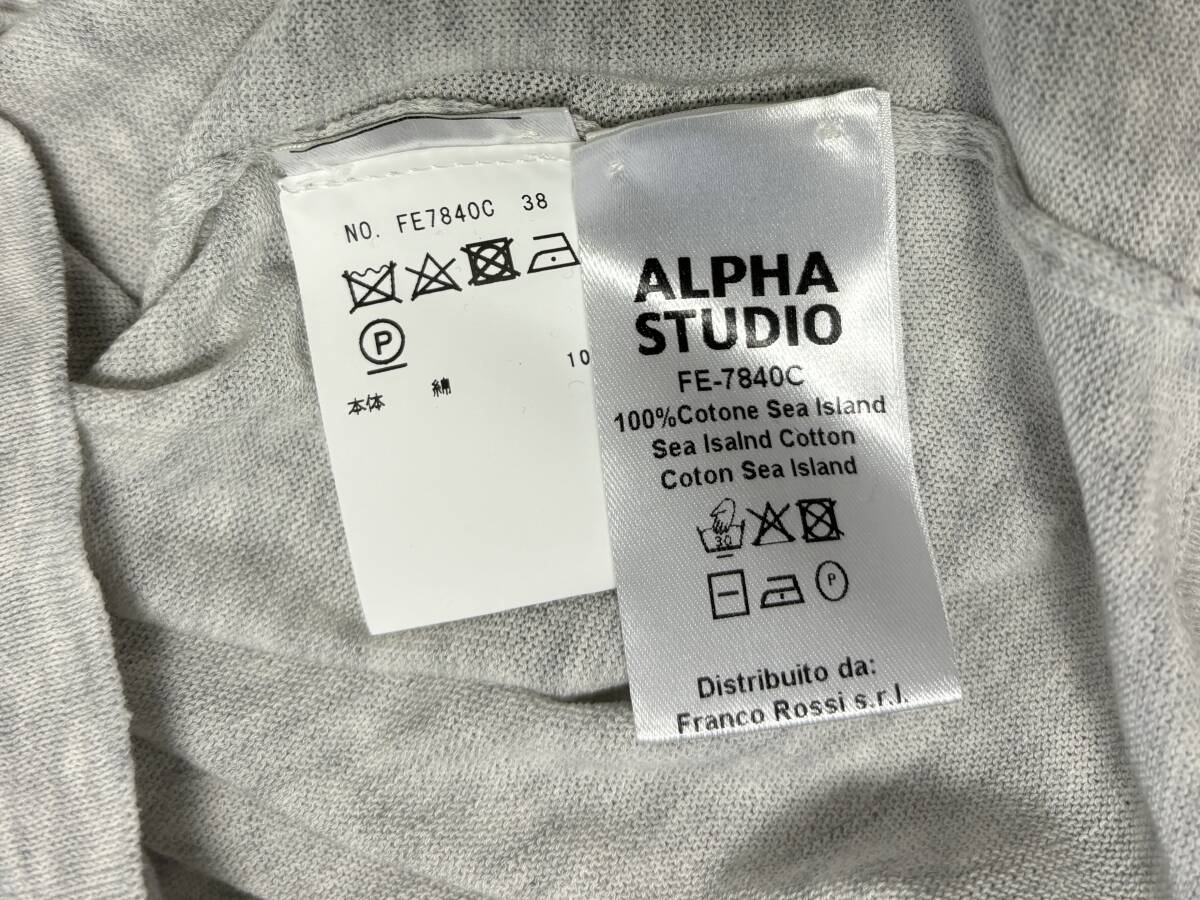 NO. FE7840C 38
P
本体 綿 10
ALPHA
STUDIO
FE-7840C
100%Cotone Sea Island
Sea Isalnd Cotton
Coton Sea Island
30
P
Distribuito da:
Franco Rossi s.r.l.